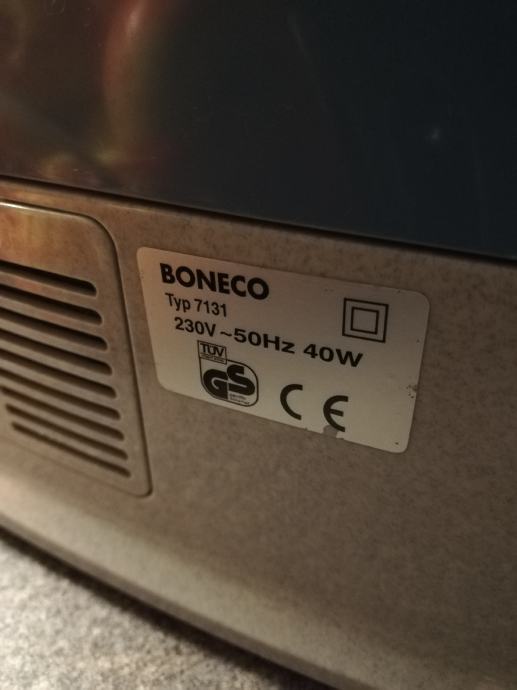 BONECO
Typ 7131
230V ~50Hz 40W
TÜV
GS
CE